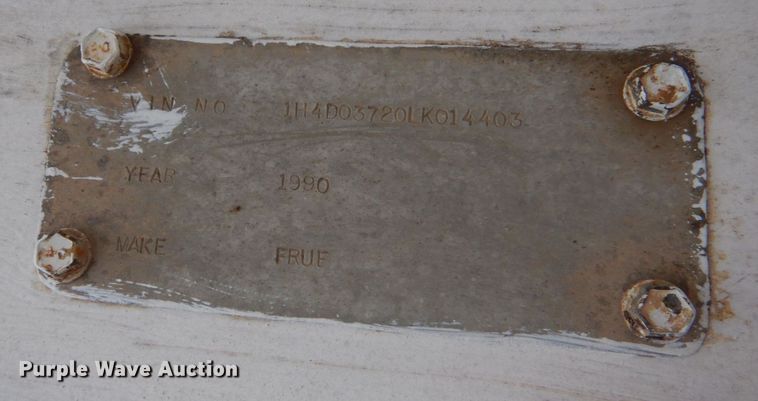 VIN NO 1H4D03720LK014403
YEAR 1990
MAKE FRUE
Purple Wave Auction